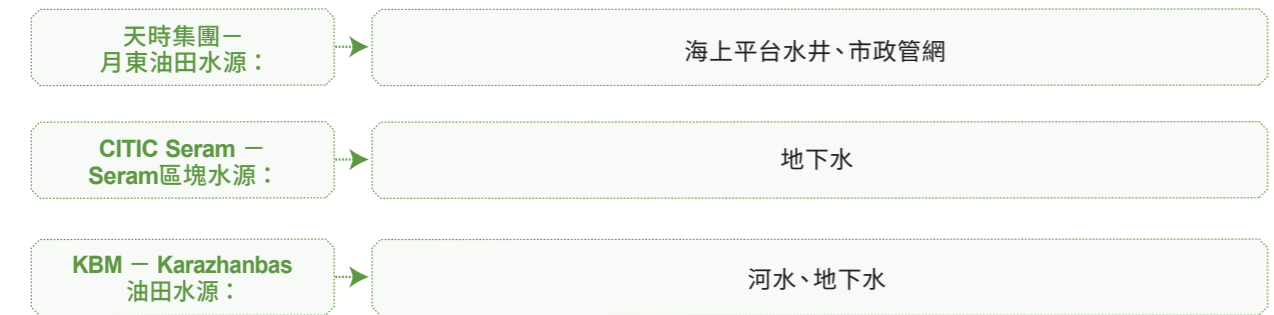 天時集團－
月東油田水源：
海上平台水井、市政管網
CITIC Seram －
Seram區塊水源：
地下水
KBM － Karazhanbas
油田水源：
河水、地下水